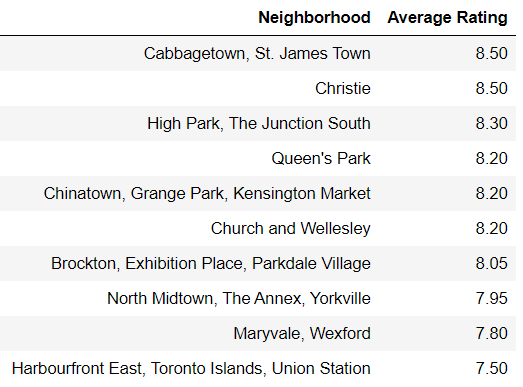 Neighborhood Average Rating
Cabbagetown, St. James Town 8.50
Christie 8.50
High Park, The Junction South 8.30
Queen's Park 8.20
Chinatown, Grange Park, Kensington Market 8.20
Church and Wellesley 8.20
Brockton, Exhibition Place, Parkdale Village 8.05
North Midtown, The Annex, Yorkville 7.95
Maryvale, Wexford 7.80
Harbourfront East, Toronto Islands, Union Station 7.50